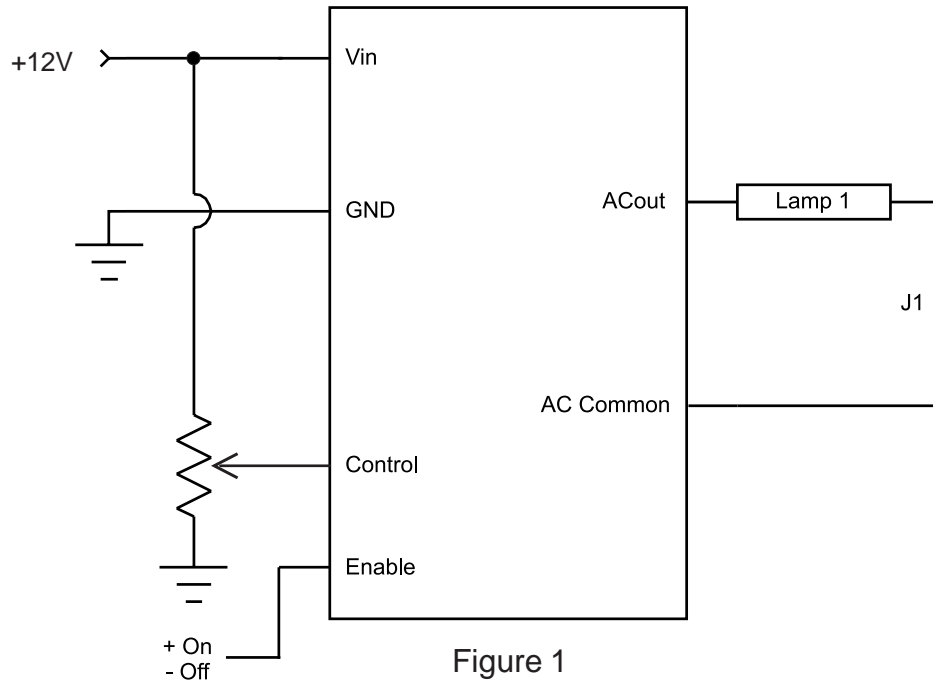 +12V
Vin
GND
ACout
Lamp 1
J1
AC Common
Control
Enable
+ On
- Off
Figure 1